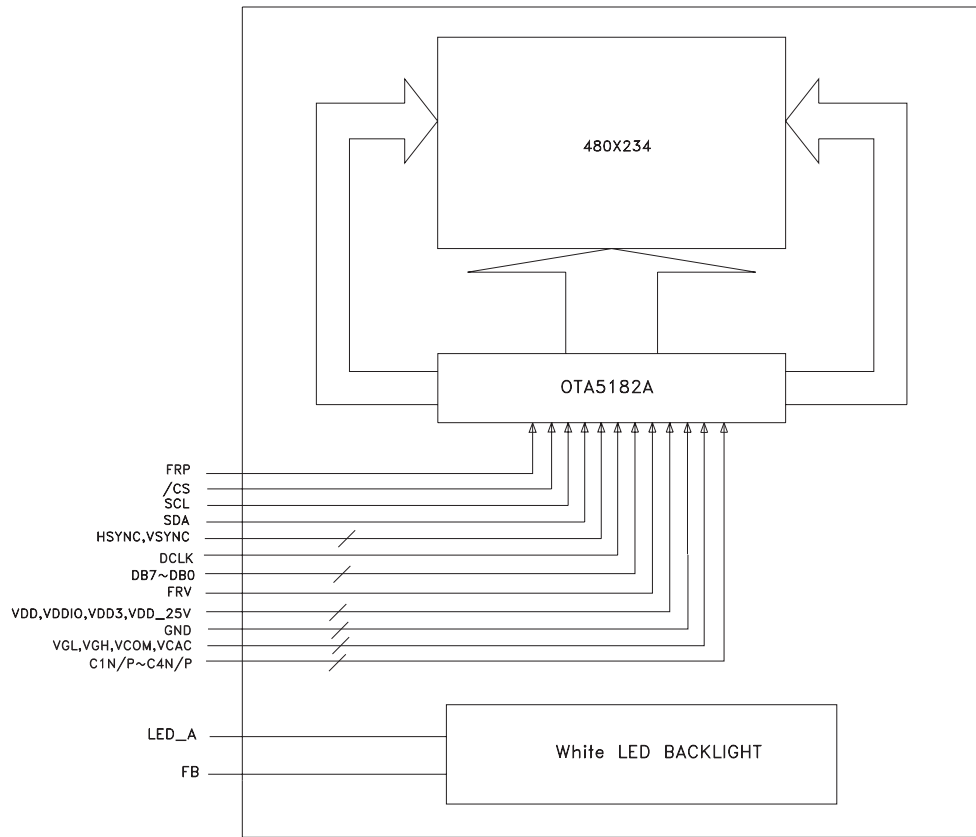 480X234
OTA5182A
FRP
/CS
SCL
SDA
HSYNC,VSYNC
DCLK
DB7~DB0
FRV
VDD,VDDIO,VDD3,VDD_25V
GND
VGL,VGH,VCOM,VCAC
C1N/P~C4N/P
LED_A
White LED BACKLIGHT
FB